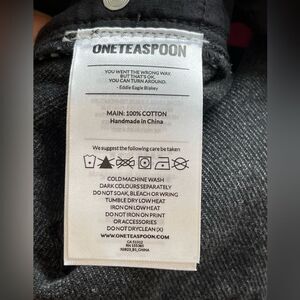 ONETEASPOON
YOU WENT THE WRONG WAY.
BUT THAT'S OK.
YOU CAN TURN AROUND.
- Eddie Eagle Blakey
MAIN: 100% COTTON
Handmade in China
We suggest the following care be taken
COLD MACHINE WASH
DARK COLOURS SEPARATELY
DO NOT SOAK, BLEACH OR WRING
TUMBLE DRY LOW HEAT
IRON ON LOW HEAT
DO NOT IRON ON PRINT
OR ACCESSORIES
DO NOT DRYCLEAN (X)
WWW.ONETEASPOON.COM